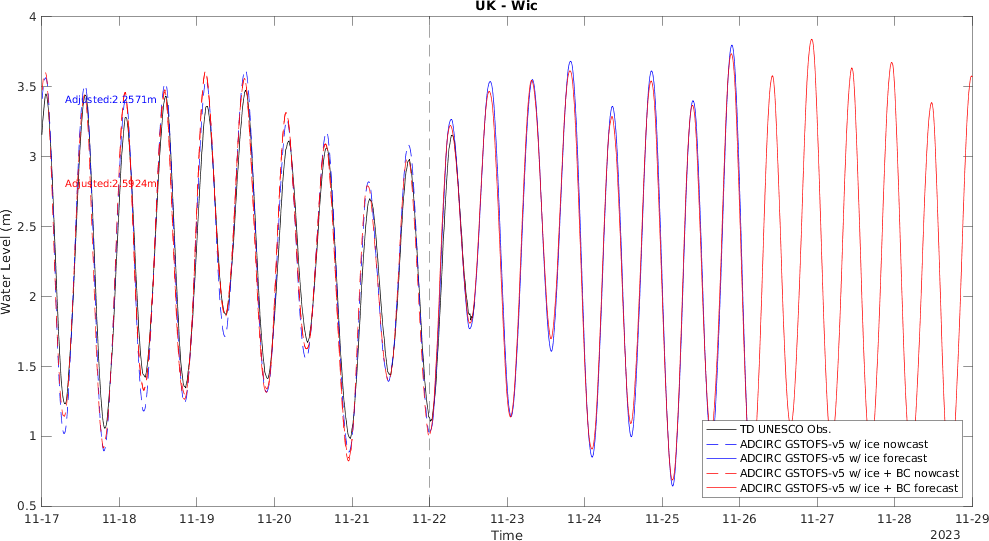 UK - Wic
4
3.5
3
2.5
2
1.5
1
0.5
Water Level (m)
Adjusted:2.2571m
Adjusted:2.5924m
TD UNESCO Obs.
ADCIRC GSTOFS-v5 w/ ice nowcast
ADCIRC GSTOFS-v5 w/ ice forecast
ADCIRC GSTOFS-v5 w/ ice + BC nowcast
ADCIRC GSTOFS-v5 w/ ice + BC forecast
11-17 11-18 11-19 11-20 11-21 11-22 11-23 11-24 11-25 11-26 11-27 11-28 11-29
Time
2023